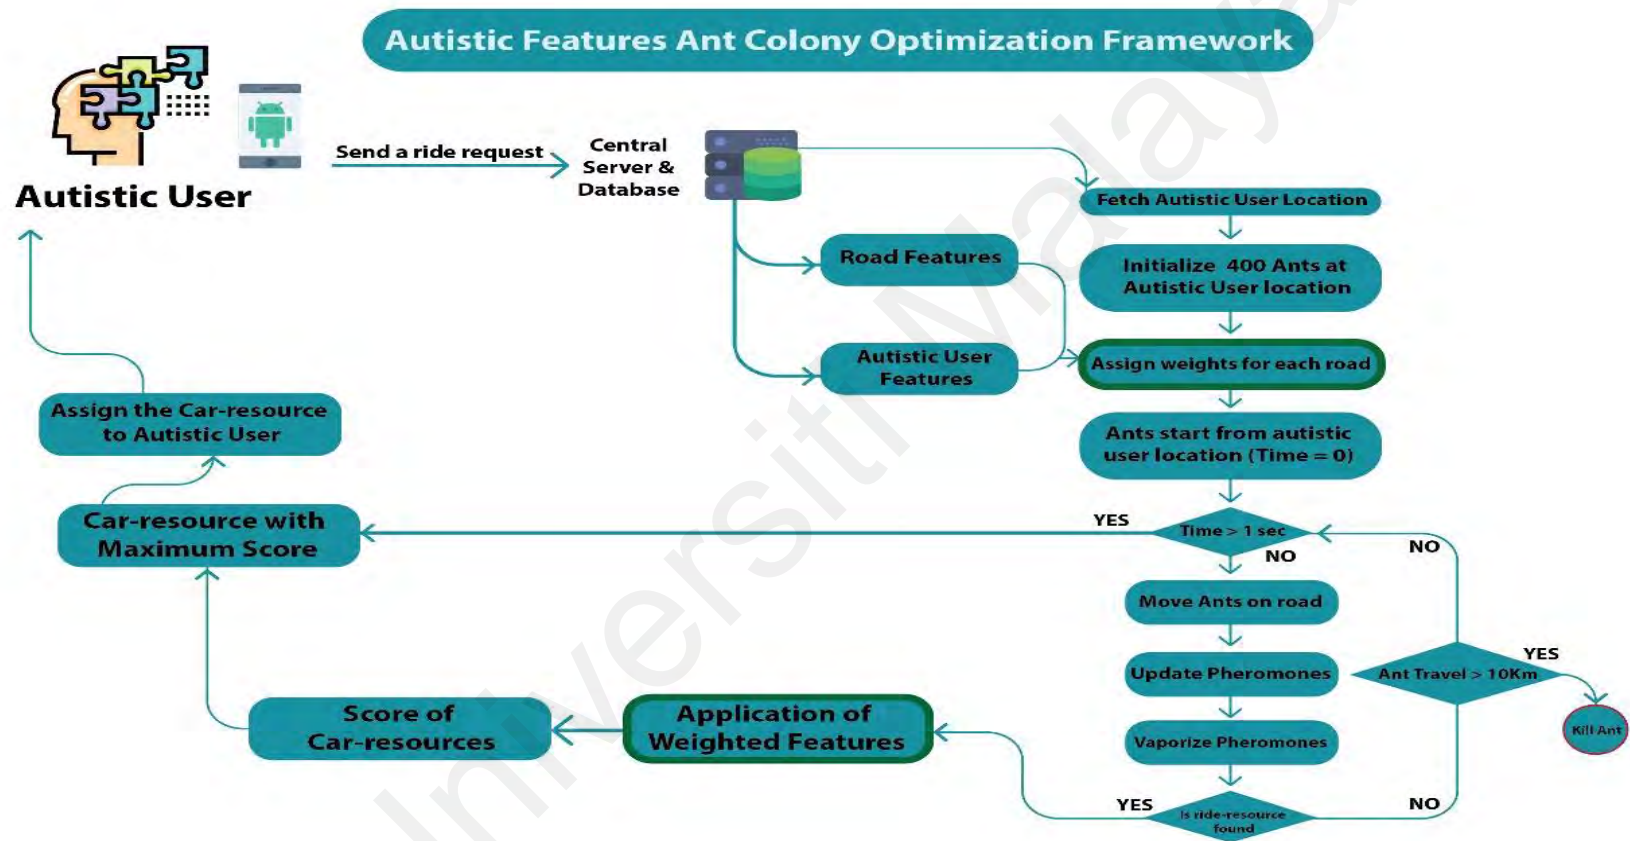 Autistic Features Ant Colony Optimization Framework
Autistic User
Send a ride request
Central
Server &
Database
Fetch Autistic User Location
Road Features
Initialize 400 Ants at
Autistic User location
Autistic User
Features
Assign weights for each road
Ants start from autistic
user location (Time = 0)
Assign the Car-resource
to Autistic User
Car-resource with
Maximum Score
YES
Time > 1 sec
NO
NO
Move Ants on road
Update Pheromones
Ant Travel > 10Km
YES
Kill Ant
Vaporize Pheromones
Score of
Car-resources
Application of
Weighted Features
YES
Is ride-resource
found
NO
niversiti Malaya